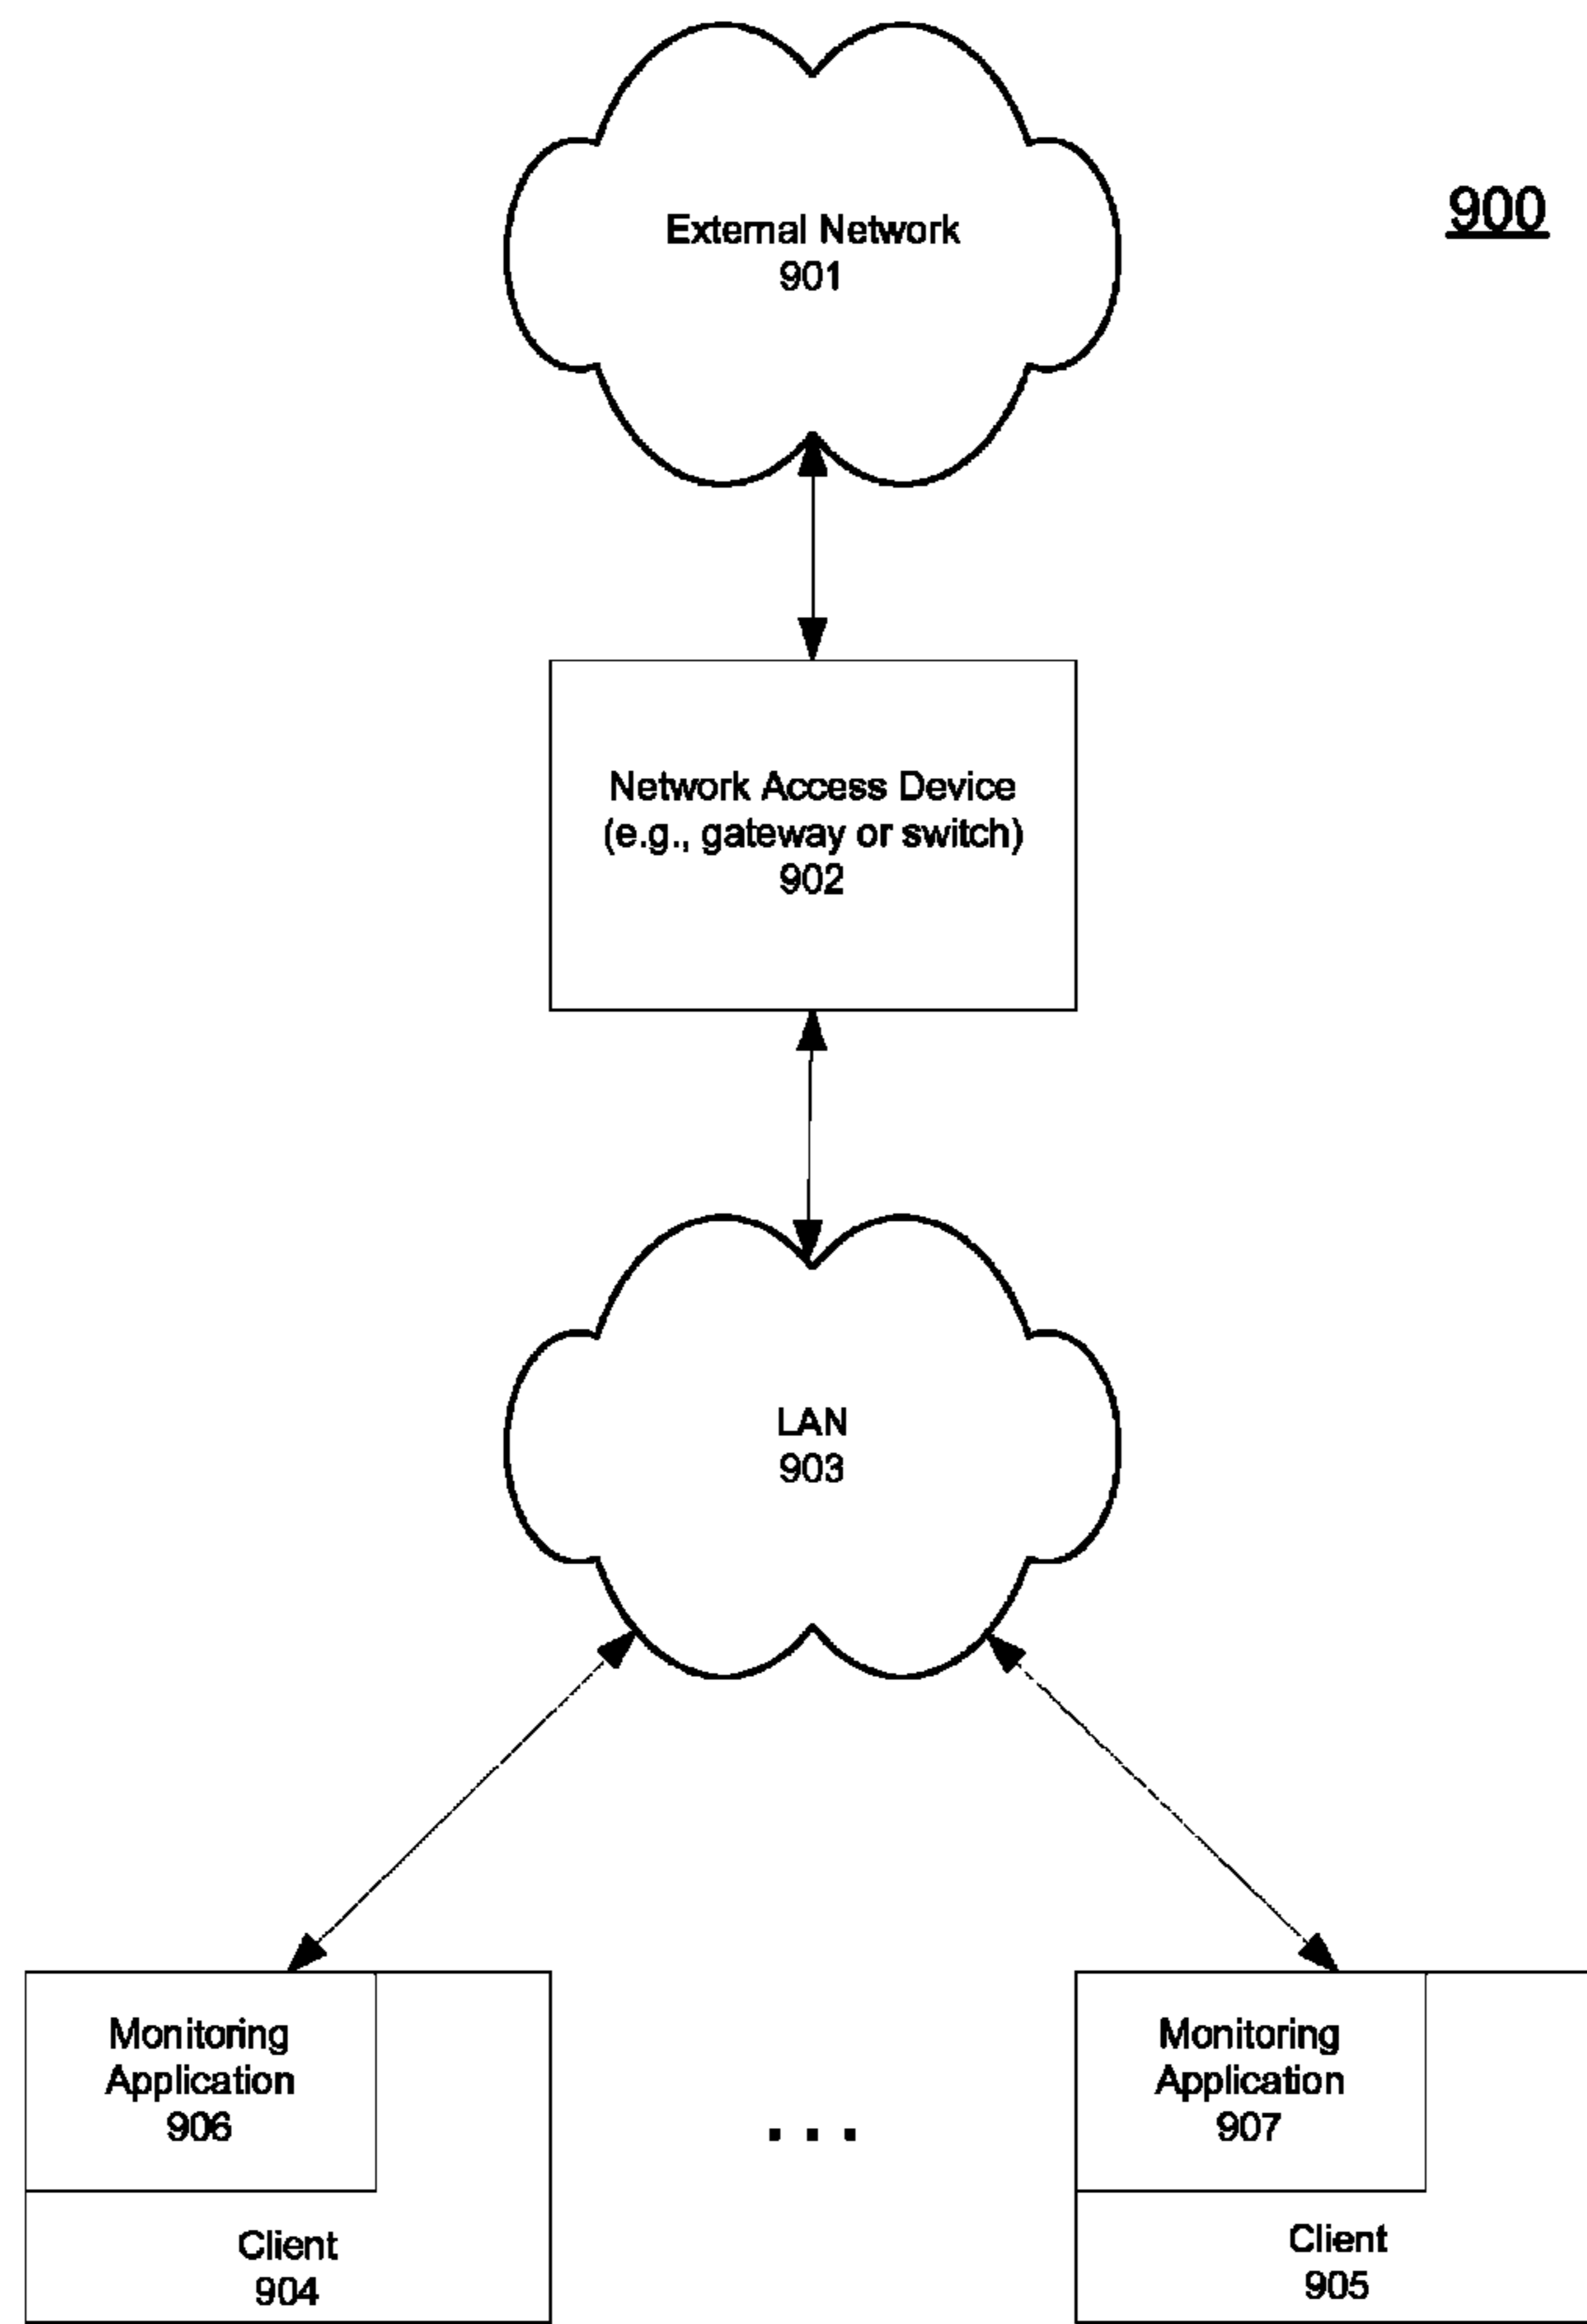 External Network
901
900
Network Access Device
(e.g., gateway or switch)
902
LAN
903
Monitoring
Application
906
Client
904
...
Monitoring
Application
907
Client
905